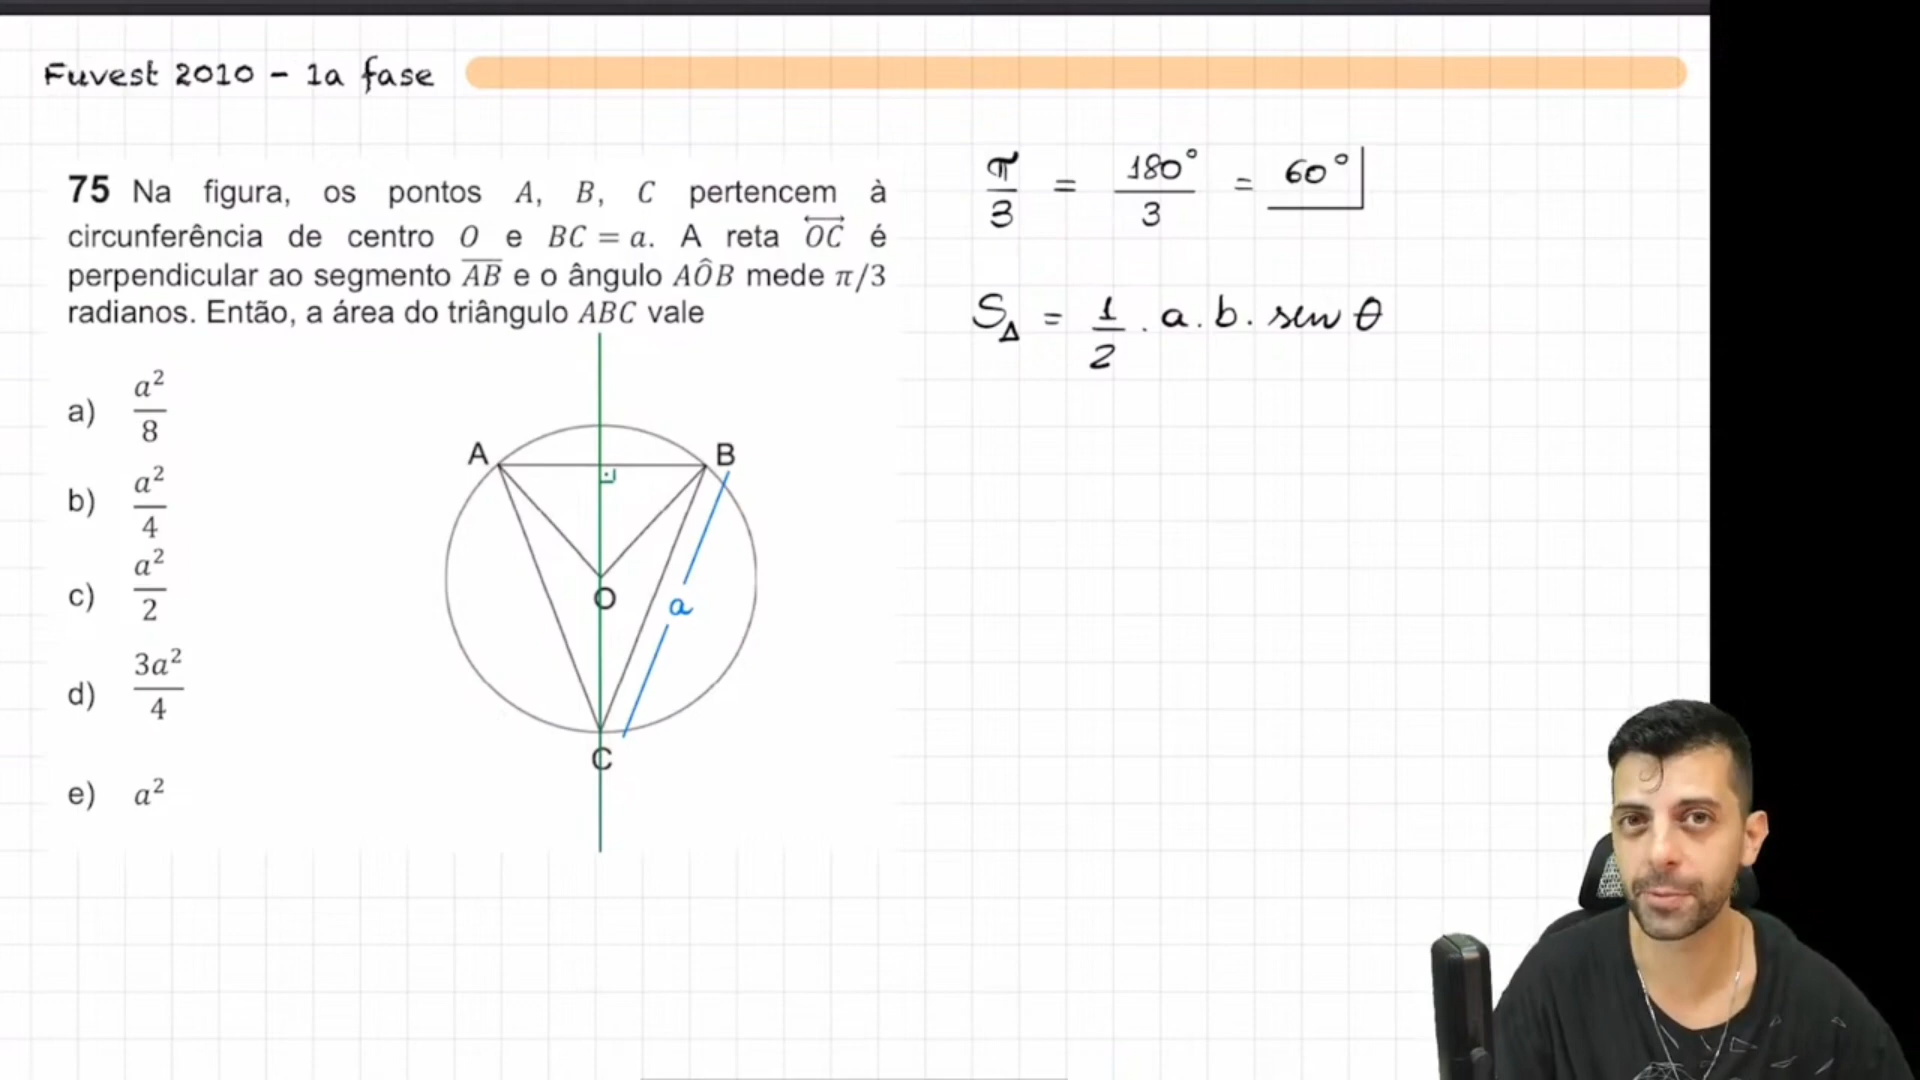 Fuvest 2010 - 1a fase
75 Na figura, os pontos A, B, C pertencem à
circunferência de centro O e BC = a. A reta OC é
perpendicular ao segmento AB e o ângulo AÔB mede π/3
radianos. Então, a área do triângulo ABC vale
a) a²/8
b) a²/4
c) a²/2
d) 3a²/4
e) a²
A
B
O
a
C
π/3 = 180°/3 = 60°
S△ = 1/2 . a . b . sen θ